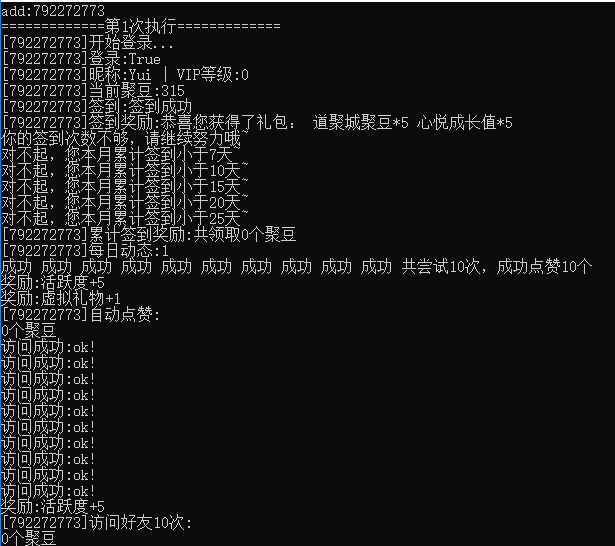 add:792272773
=============第1次执行=============
[792272773]开始登录...
[792272773]登录:True
[792272773]昵称:Yui | VIP等级:0
[792272773]当前聚豆:315
[792272773]签到:签到成功
[792272773]签到奖励:恭喜您获得了礼包: 道聚城聚豆*5 心悦成长值*5
你的签到次数不够,请继续努力哦~
对不起,您本月累计签到小于7天~
对不起,您本月累计签到小于10天~
对不起,您本月累计签到小于15天~
对不起,您本月累计签到小于20天~
对不起,您本月累计签到小于25天~
[792272773]累计签到奖励:共领取0个聚豆
[792272773]每日动态:1
成功 成功 成功 成功 成功 成功 成功 成功 成功 成功 共尝试10次,成功点赞10个
奖励:活跃度+5
奖励:虚拟礼物+1
[792272773]自动点赞:
0个聚豆
访问成功:ok!
访问成功:ok!
访问成功:ok!
访问成功:ok!
访问成功:ok!
访问成功:ok!
访问成功:ok!
访问成功:ok!
访问成功:ok!
访问成功:ok!
奖励:活跃度+5
[792272773]访问好友10次:
0个聚豆